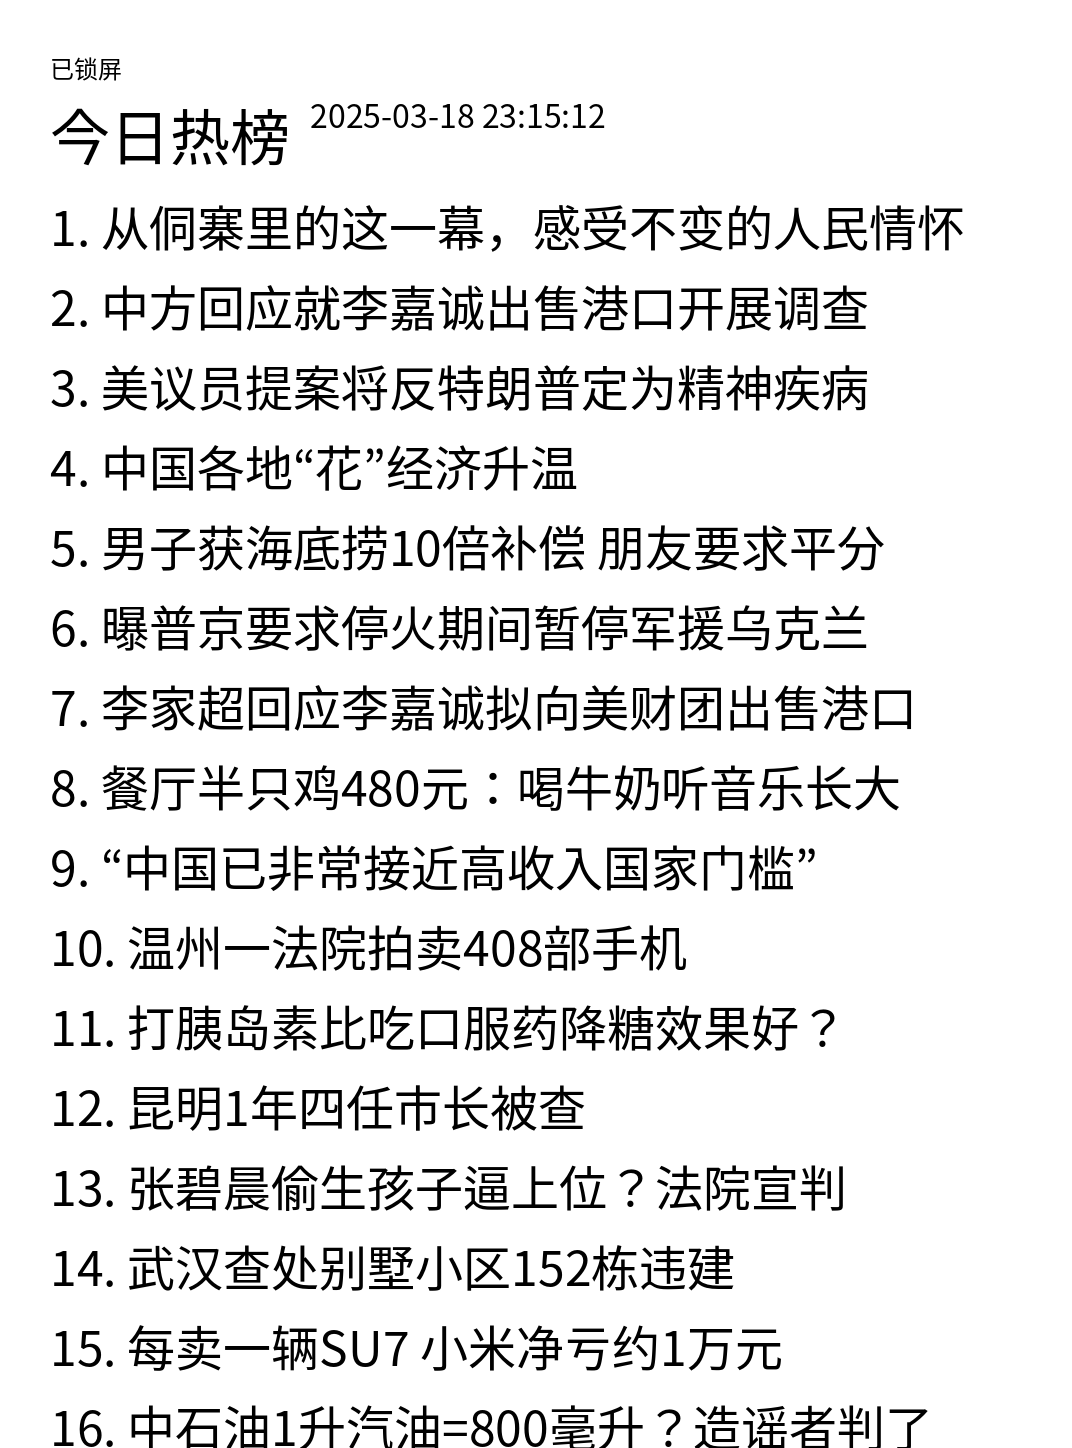 已锁屏
今日热榜 2025-03-18 23:15:12
1. 从侗寨里的这一幕，感受不变的人民情怀
2. 中方回应就李嘉诚出售港口开展调查
3. 美议员提案将反特朗普定为精神疾病
4. 中国各地“花”经济升温
5. 男子获海底捞10倍补偿 朋友要求平分
6. 曝普京要求停火期间暂停军援乌克兰
7. 李家超回应李嘉诚拟向美财团出售港口
8. 餐厅半只鸡480元：喝牛奶听音乐长大
9. “中国已非常接近高收入国家门槛”
10. 温州一法院拍卖408部手机
11. 打胰岛素比吃口服药降糖效果好？
12. 昆明1年四任市长被查
13. 张碧晨偷生孩子逼上位？法院宣判
14. 武汉查处别墅小区152栋违建
15. 每卖一辆SU7 小米净亏约1万元
16. 中石油1升汽油=800毫升？造谣者判了